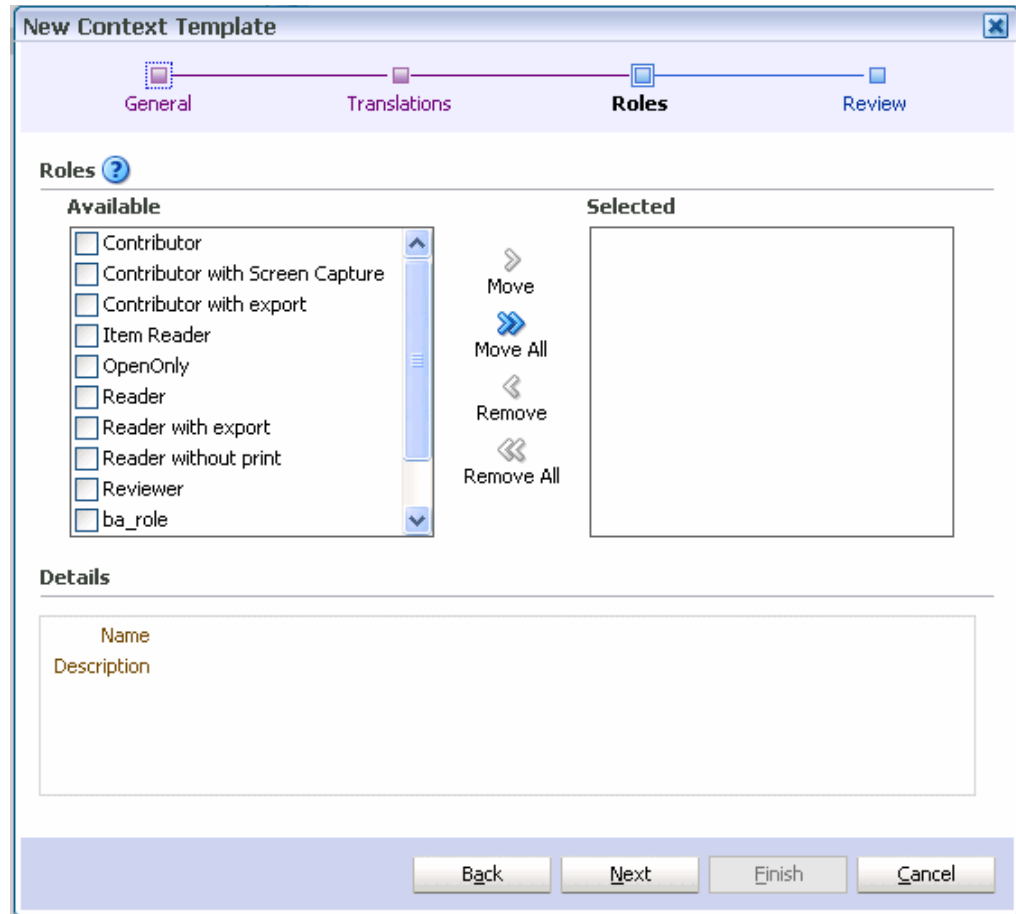 New Context Template
General
Translations
Roles
Review
Roles ?
Available
Selected
Contributor
Contributor with Screen Capture
Contributor with export
Item Reader
OpenOnly
Reader
Reader with export
Reader without print
Reviewer
ba_role
Move
Move All
Remove
Remove All
Details
Name
Description
Back
Next
Finish
Cancel